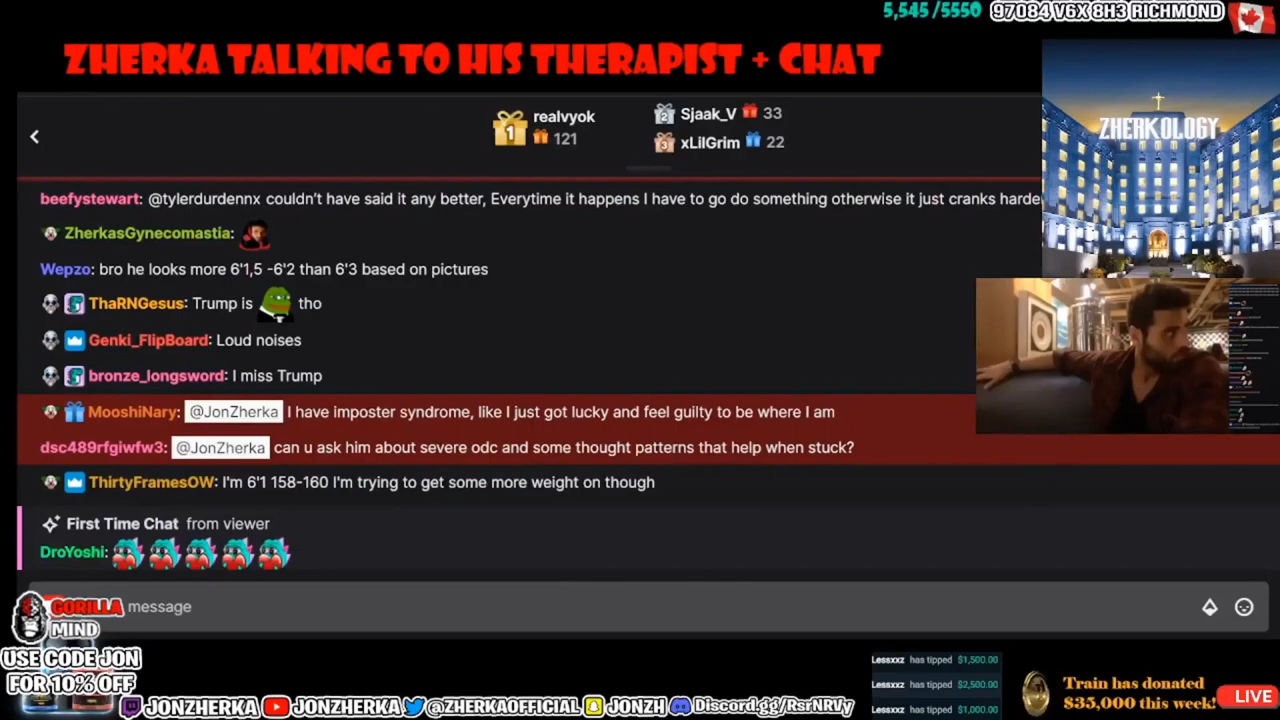 5,545 /5550
97084 V6X 8H3 RICHMOND
ZHERKA TALKING TO HIS THERAPIST + CHAT
ZHERKOLOGY
1 realvyok
121
2 Sjaak_V 33
3 xLilGrim 22
beefystewart: @tylerdurdennx couldn't have said it any better, Everytime it happens I have to go do something otherwise it just cranks harde
ZherkasGynecomastia:
Wepzo: bro he looks more 6'1,5 -6'2 than 6'3 based on pictures
ThaRNGesus: Trump is tho
Genki_FlipBoard: Loud noises
bronze_longsword: I miss Trump
MooshiNary: @JonZherka I have imposter syndrome, like I just got lucky and feel guilty to be where I am
dsc489rfgiwfw3: @JonZherka can u ask him about severe odc and some thought patterns that help when stuck?
ThirtyFramesOW: I'm 6'1 158-160 I'm trying to get some more weight on though
First Time Chat from viewer
DroYoshi:
message
GORILLA
MIND
USE CODE JON
FOR 10% OFF
Lessxxz has tipped $1,500.00
Lessxxz has tipped $2,500.00
Lessxxz has tipped $1,000.00
Train has donated
$35,000 this week!
LIVE
JONZHERKA JONZHERKA @ZHERKAOFFICIAL JONZH Discord.gg/RsrNRVy